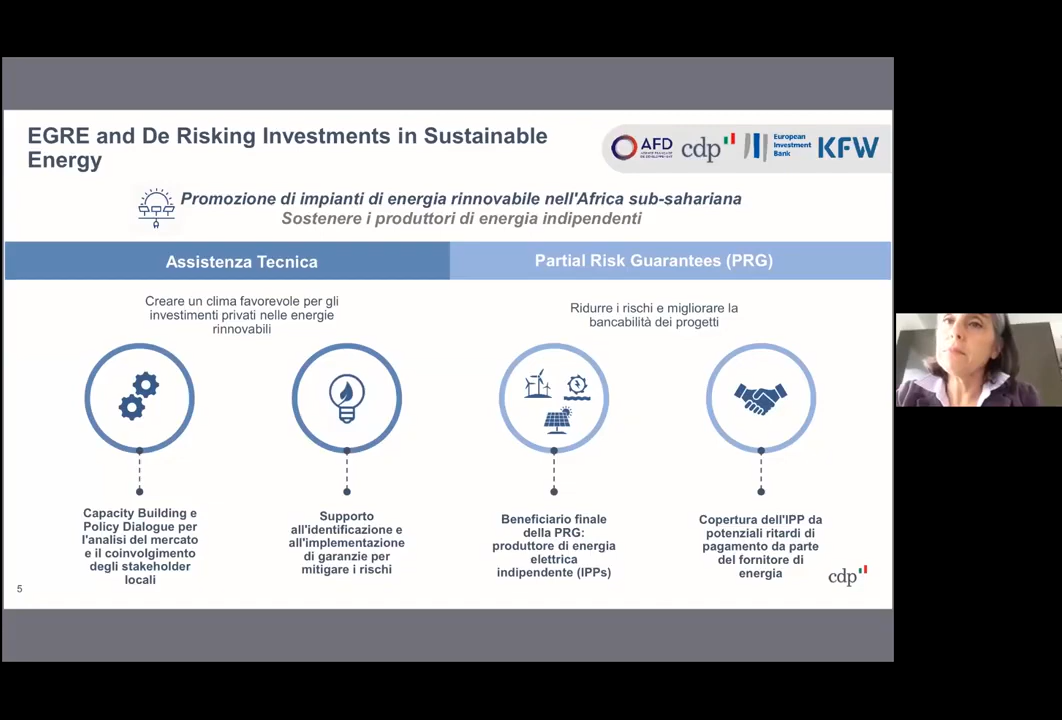 EGRE and De Risking Investments in Sustainable
Energy
AFD
cdp
European
Investment
Bank
KFW
Promozione di impianti di energia rinnovabile nell'Africa sub-sahariana
Sostenere i produttori di energia indipendenti
Assistenza Tecnica
Partial Risk Guarantees (PRG)
Creare un clima favorevole per gli
investimenti privati nelle energie
rinnovabili
Ridurre i rischi e migliorare la
bancabilità dei progetti
Capacity Building e
Policy Dialogue per
l'analisi del mercato
e il coinvolgimento
degli stakeholder
locali
Supporto
all'identificazione e
all'implementazione
di garanzie per
mitigare i rischi
Beneficiario finale
della PRG:
produttore di energia
elettrica
indipendente (IPPs)
Copertura dell'IPP da
potenziali ritardi di
pagamento da parte
del fornitore di
energia
5
cdp